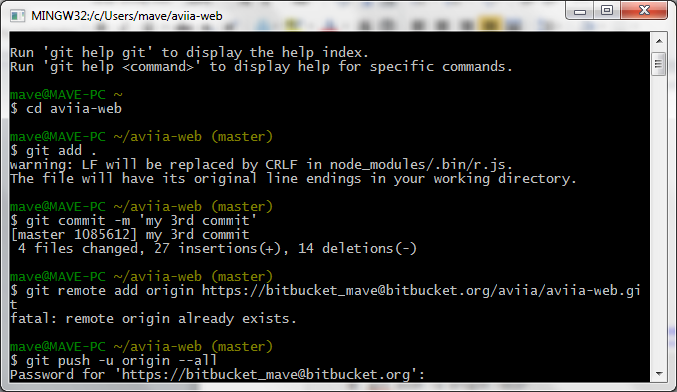 MINGW32:/c/Users/mave/aviia-web
Run 'git help git' to display the help index.
Run 'git help <command>' to display help for specific commands.
mave@MAVE-PC ~
$ cd aviia-web
mave@MAVE-PC ~/aviia-web (master)
$ git add .
warning: LF will be replaced by CRLF in node_modules/.bin/r.js.
The file will have its original line endings in your working directory.
mave@MAVE-PC ~/aviia-web (master)
$ git commit -m 'my 3rd commit'
[master 1085612] my 3rd commit
 4 files changed, 27 insertions(+), 14 deletions(-)
mave@MAVE-PC ~/aviia-web (master)
$ git remote add origin https://bitbucket_mave@bitbucket.org/aviia/aviia-web.gi
t
fatal: remote origin already exists.
mave@MAVE-PC ~/aviia-web (master)
$ git push -u origin --all
Password for 'https://bitbucket_mave@bitbucket.org':